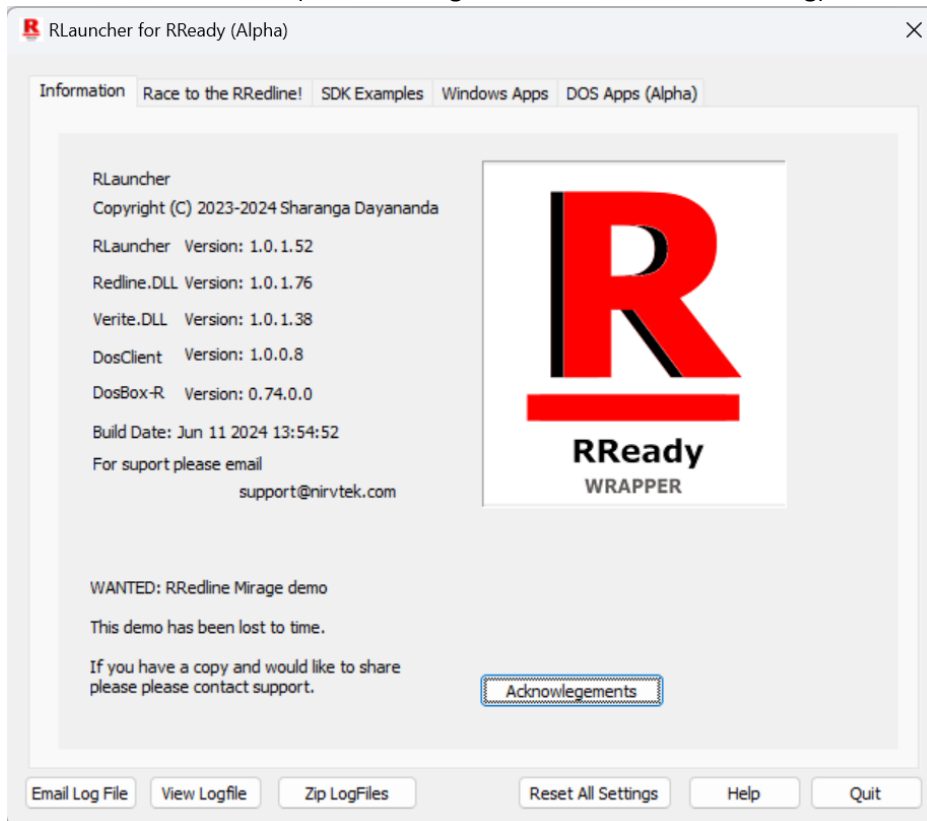 RLauncher for RReady (Alpha)
Information Race to the RRedline! SDK Examples Windows Apps DOS Apps (Alpha)
RLauncher
Copyright (C) 2023-2024 Sharanga Dayananda
RLauncher Version: 1.0.1.52
Redline.DLL Version: 1.0.1.76
Verite.DLL Version: 1.0.1.38
DosClient Version: 1.0.0.8
DosBox-R Version: 0.74.0.0
Build Date: Jun 11 2024 13:54:52
For suport please email
support@nirvtek.com
R
RReady
WRAPPER
WANTED: RRedline Mirage demo
This demo has been lost to time.
If you have a copy and would like to share
please please contact support.
Acknowlegements
Email Log File View Logfile Zip LogFiles Reset All Settings Help Quit